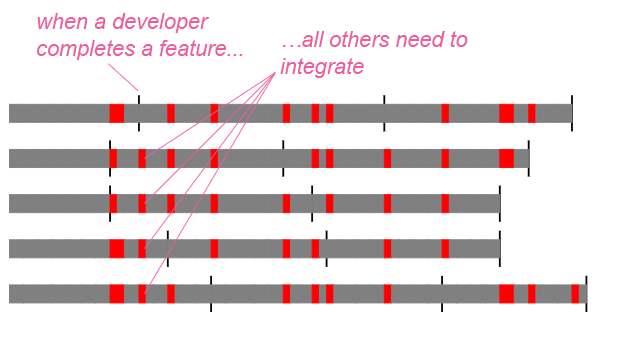 when a developer
completes a feature...
...all others need to
integrate